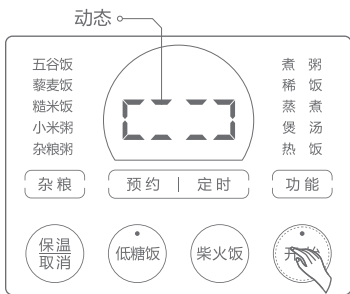 动态
五谷饭
藜麦饭
糙米饭
小米粥
杂粮粥
煮 粥
稀 饭
蒸 煮
煲 汤
热 饭
杂 粮
预 约 | 定 时
功 能
保温
取消
低糖饭
柴火饭